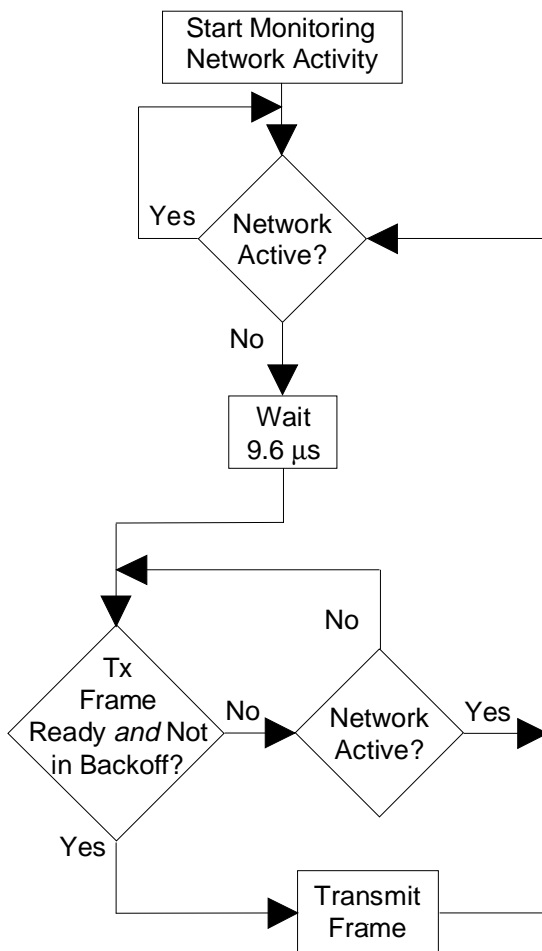 Start Monitoring
Network Activity
Yes
Network
Active?
No
Wait
9.6 μs
No
Tx
Frame
Ready and Not
in Backoff?
No
Network
Active?
Yes
Yes
Transmit
Frame